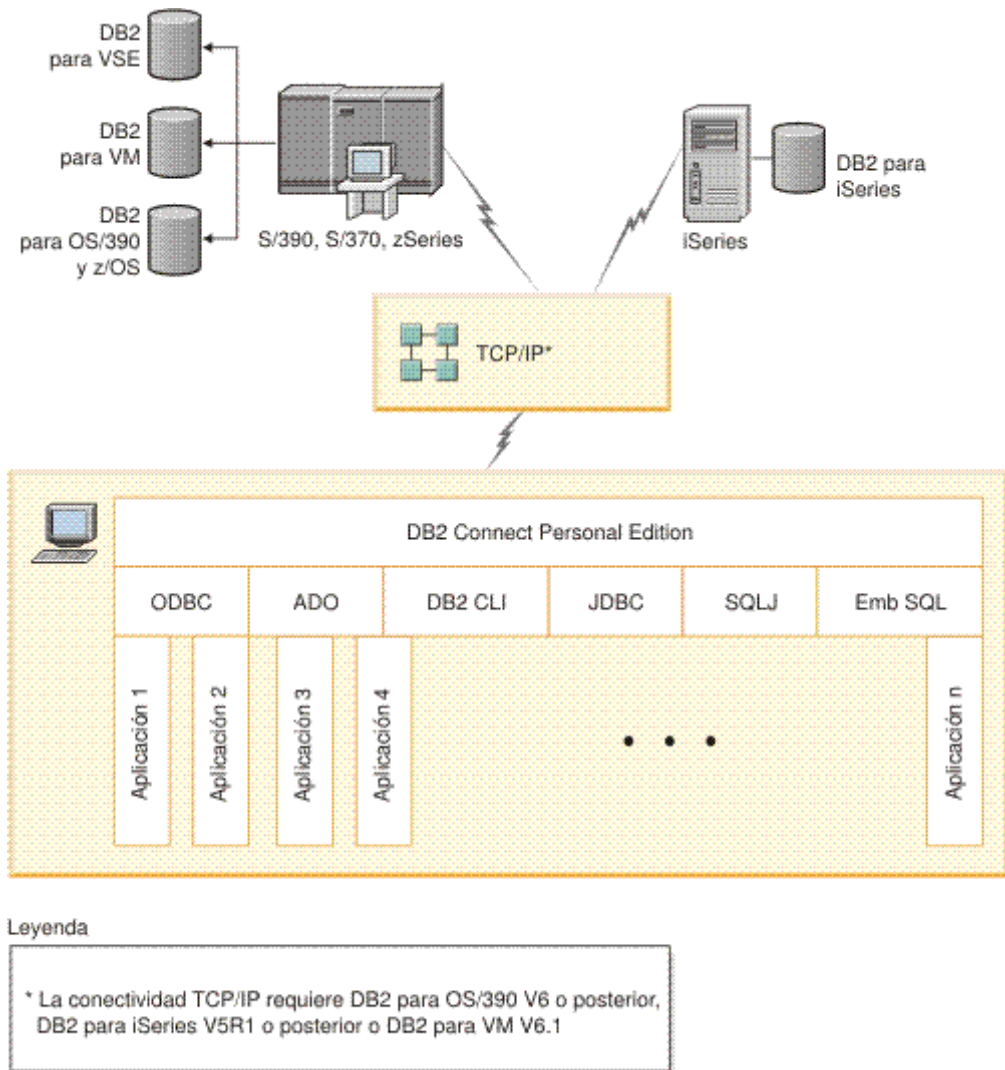 DB2
para VSE
DB2
para VM
DB2
para OS/390
y z/OS
S/390, S/370, zSeries
iSeries
DB2 para
iSeries
TCP/IP*
DB2 Connect Personal Edition
ODBC
ADO
DB2 CLI
JDBC
SQLJ
Emb SQL
Aplicación 1
Aplicación 2
Aplicación 3
Aplicación 4
• • •
Aplicación n
Leyenda
* La conectividad TCP/IP requiere DB2 para OS/390 V6 o posterior,
DB2 para iSeries V5R1 o posterior o DB2 para VM V6.1